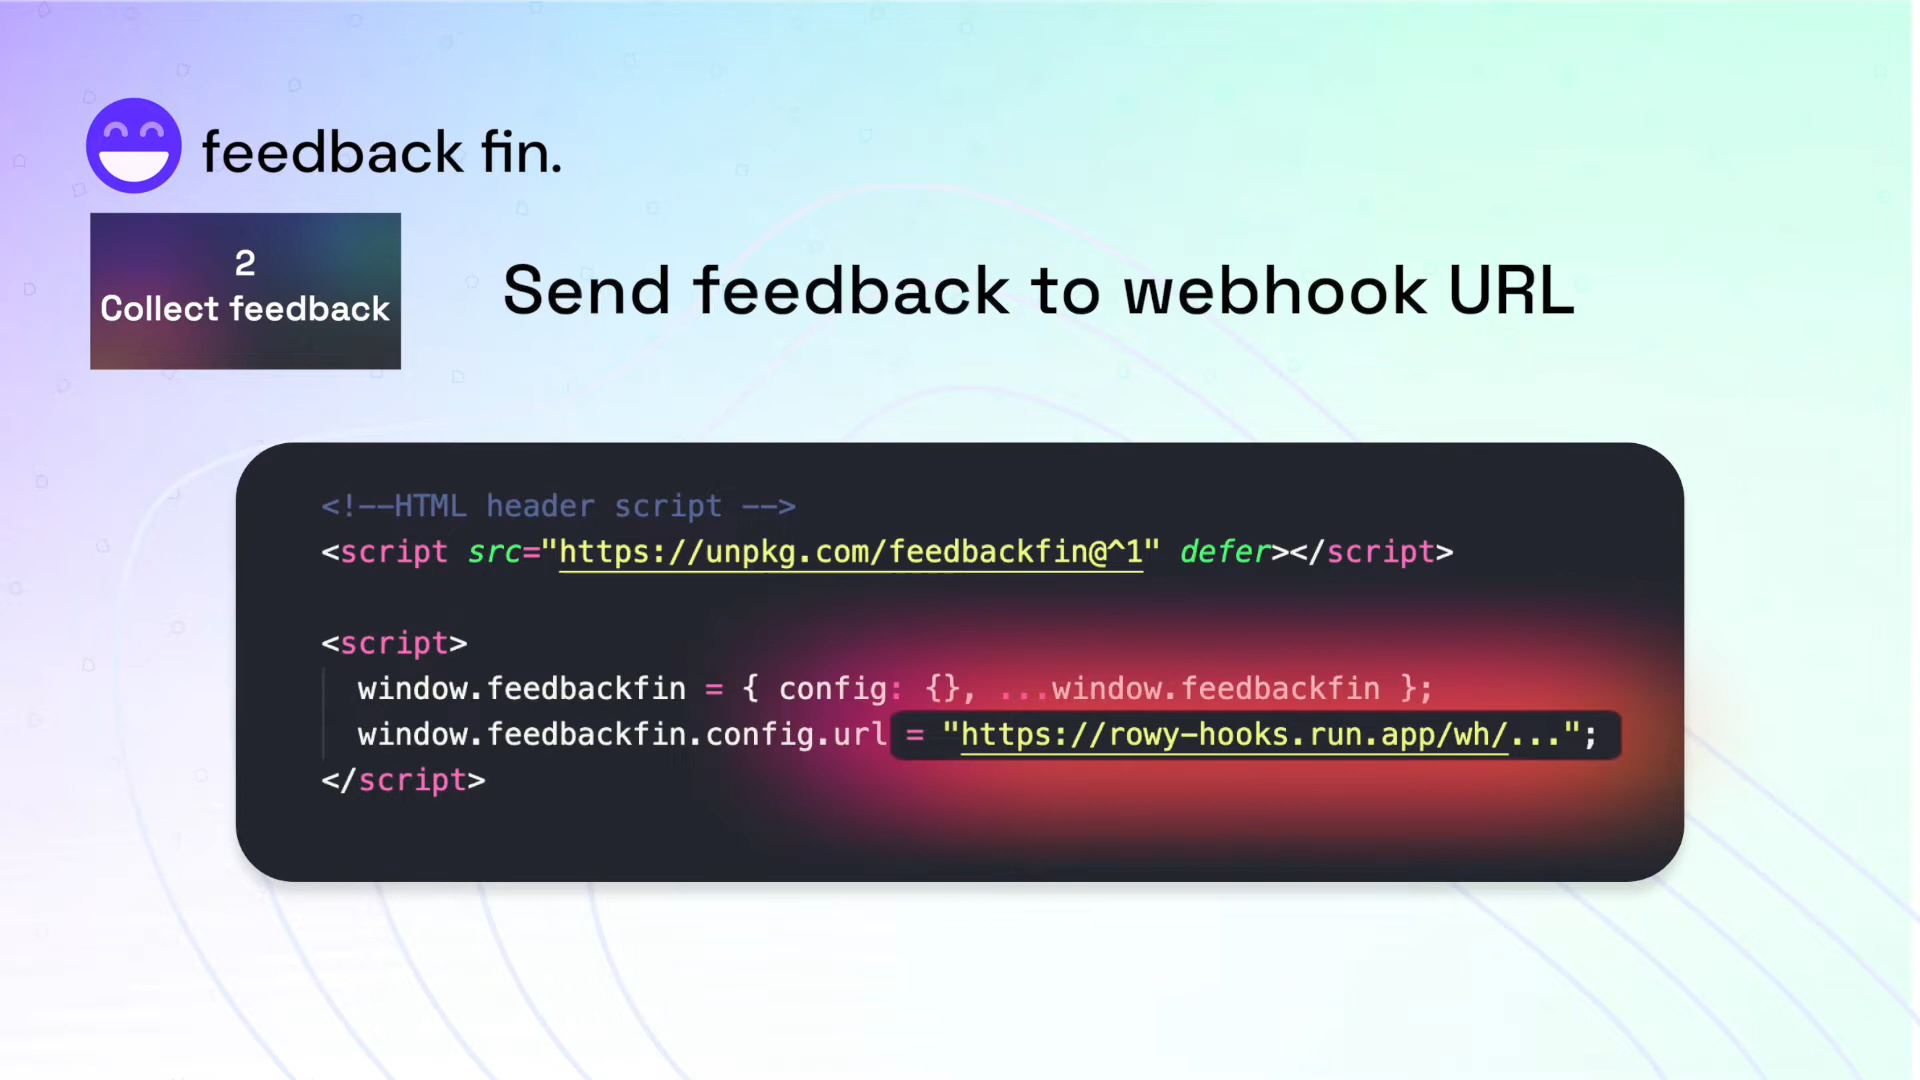 feedback fin.
2
Collect feedback
Send feedback to webhook URL
<!--HTML header script -->
<script src="https://unpkg.com/feedbackfin@^1" defer></script>
<script>
window.feedbackfin = { config: {}, ...window.feedbackfin };
window.feedbackfin.config.url = "https://rowy-hooks.run.app/wh/...";
</script>